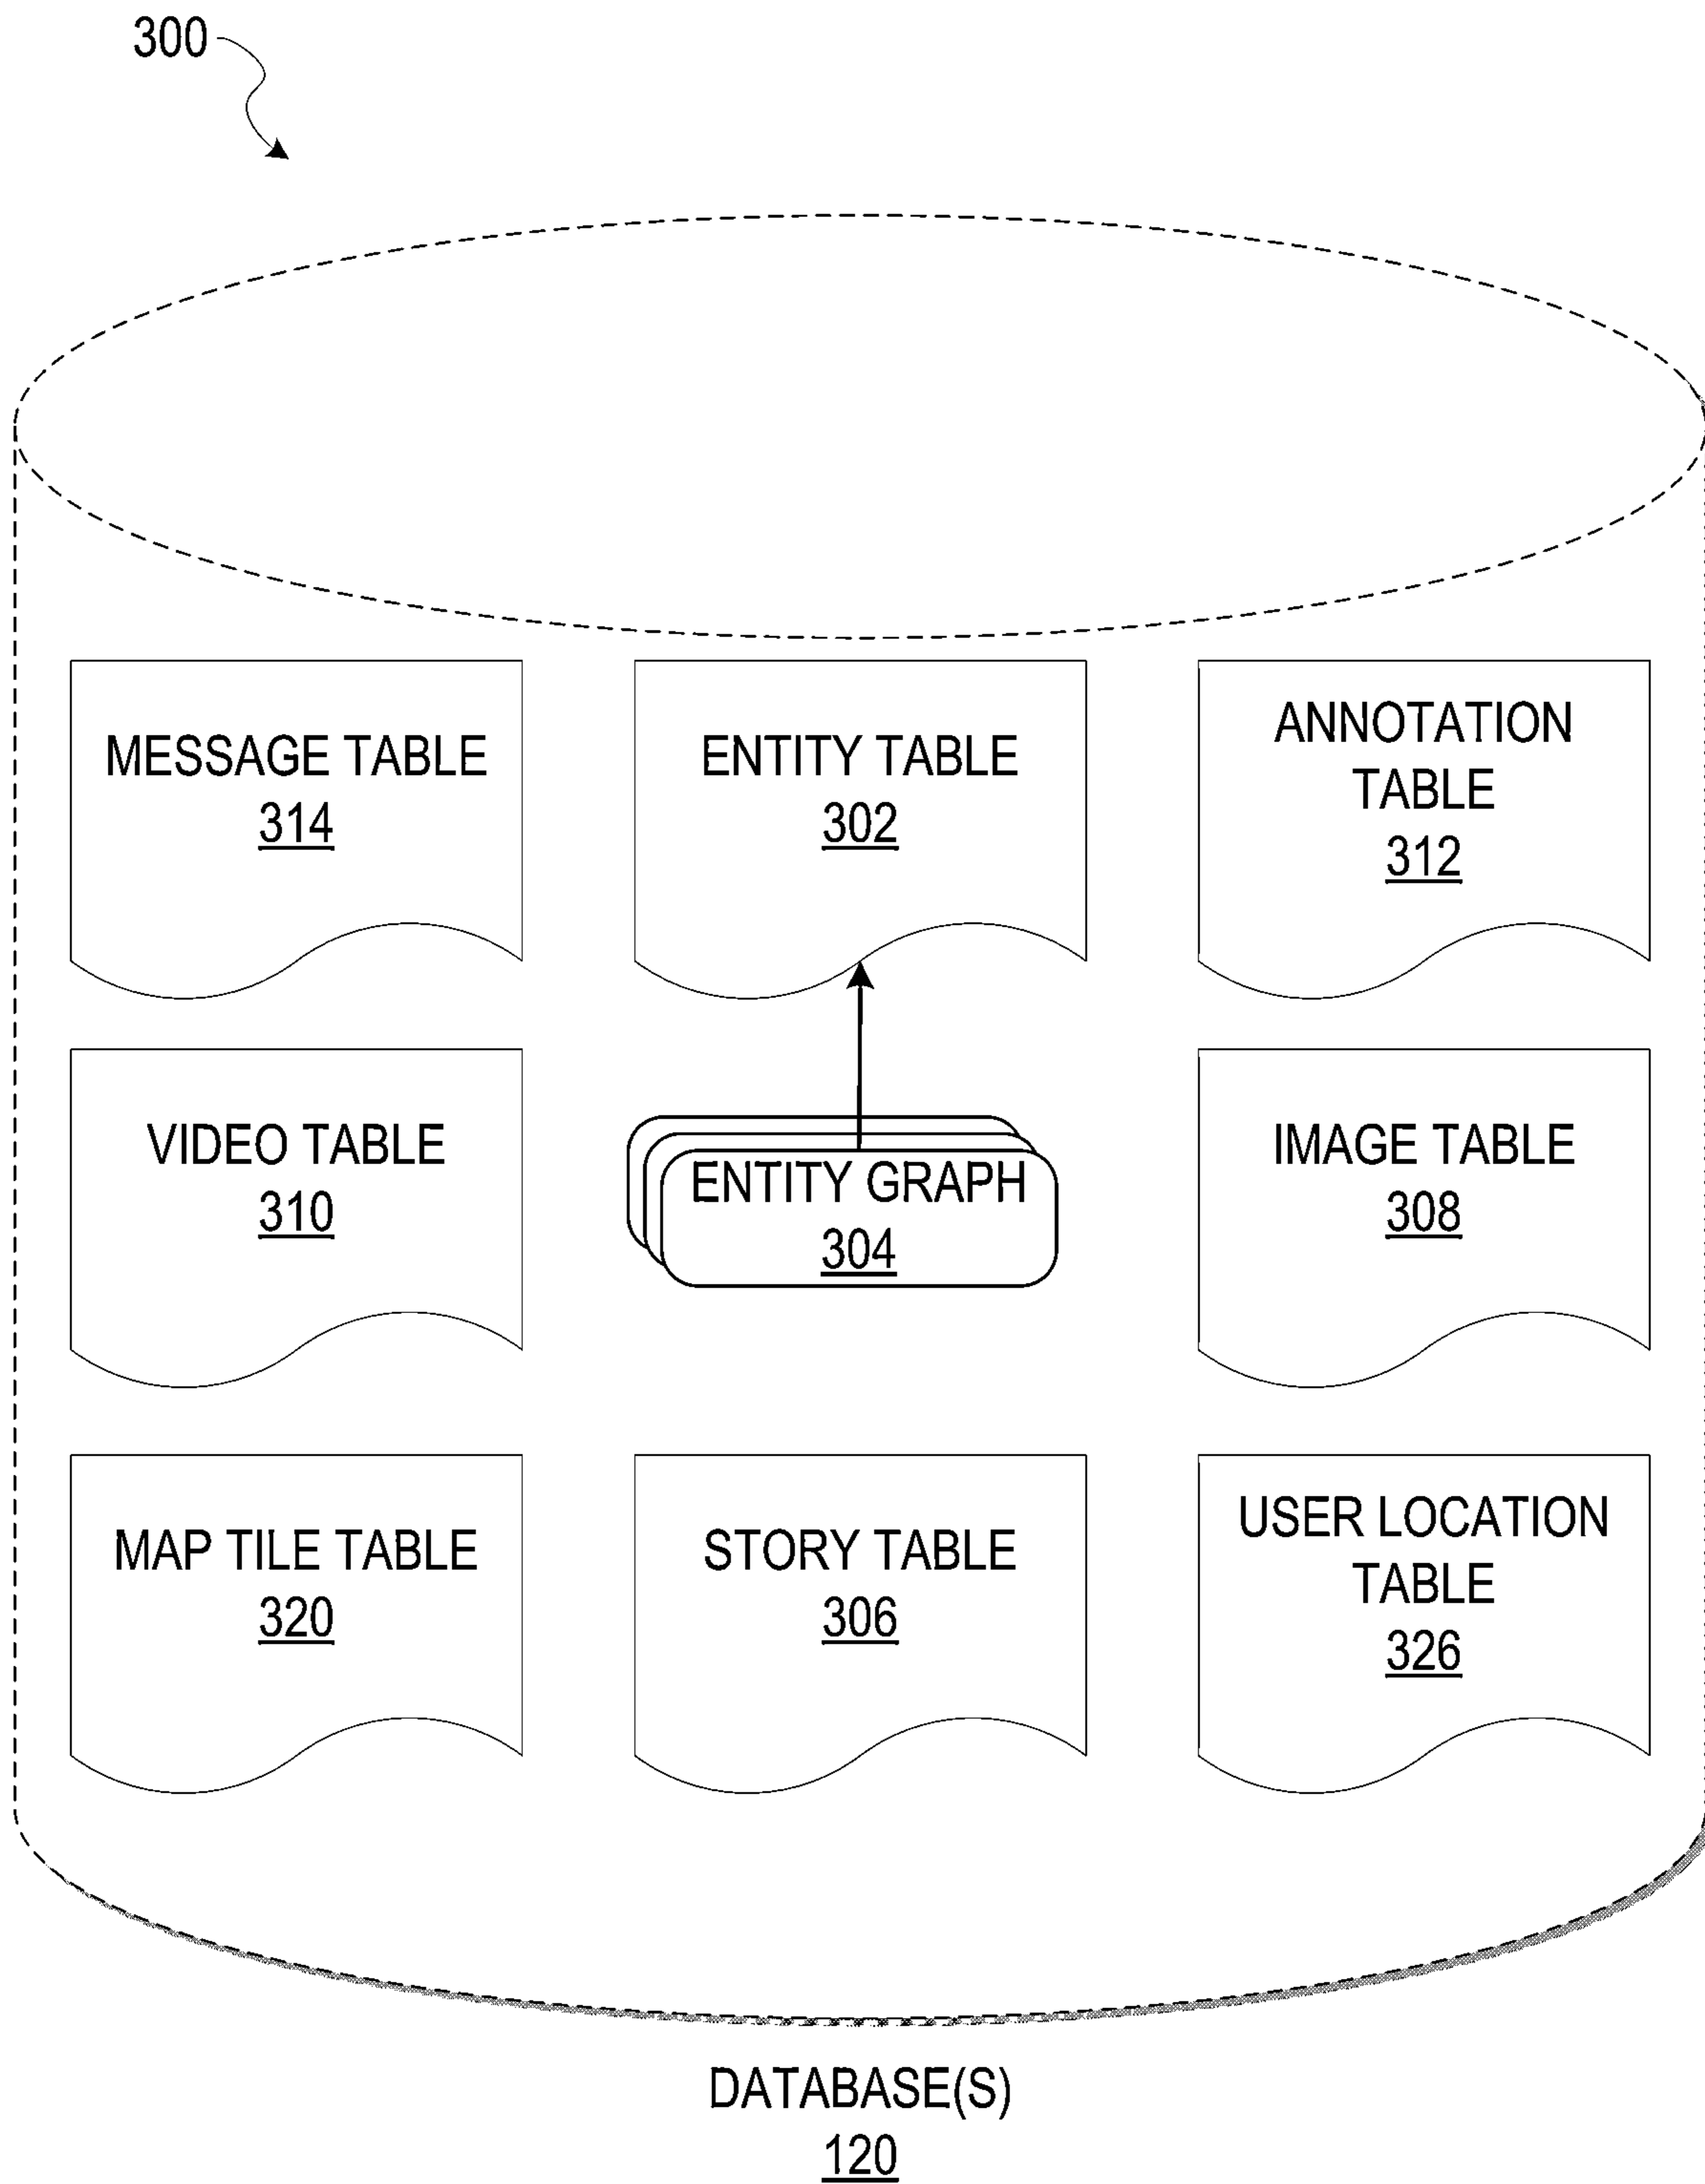 300
MESSAGE TABLE
314
ENTITY TABLE
302
ANNOTATION
TABLE
312
VIDEO TABLE
310
ENTITY GRAPH
304
IMAGE TABLE
308
MAP TILE TABLE
320
STORY TABLE
306
USER LOCATION
TABLE
326
DATABASE(S)
120